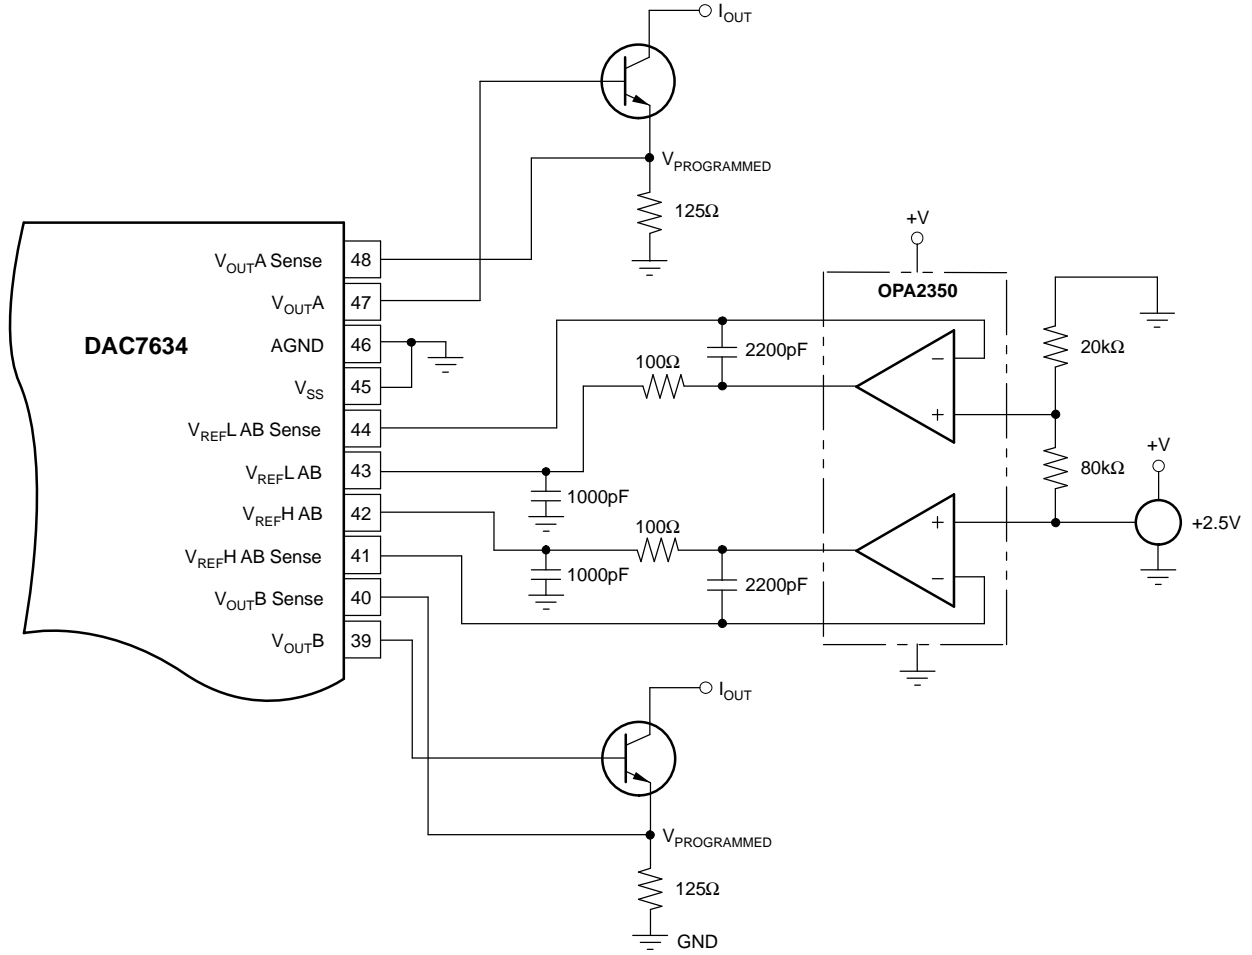 I_OUT
V_PROGRAMMED
125Ω
DAC7634
V_OUTA Sense 48
V_OUTA 47
AGND 46
V_SS 45
V_REFL AB Sense 44
V_REFL AB 43
V_REFH AB 42
V_REFH AB Sense 41
V_OUTB Sense 40
V_OUTB 39
+V
OPA2350
2200pF
100Ω
−
+
20kΩ
80kΩ
+V
+2.5V
1000pF
100Ω
1000pF
2200pF
+
−
I_OUT
V_PROGRAMMED
125Ω
GND